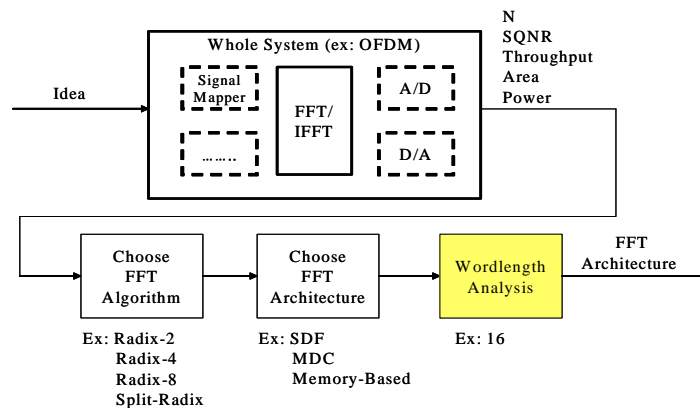 Whole System (ex: OFDM)
Idea
Signal
Mapper
……..
FFT/
IFFT
A/D
D/A
N
SQNR
Throughput
Area
Power
Choose
FFT
Algorithm
Choose
FFT
Architecture
Wordlength
Analysis
FFT
Architecture
Ex: Radix-2
Radix-4
Radix-8
Split-Radix
Ex: SDF
MDC
Memory-Based
Ex: 16